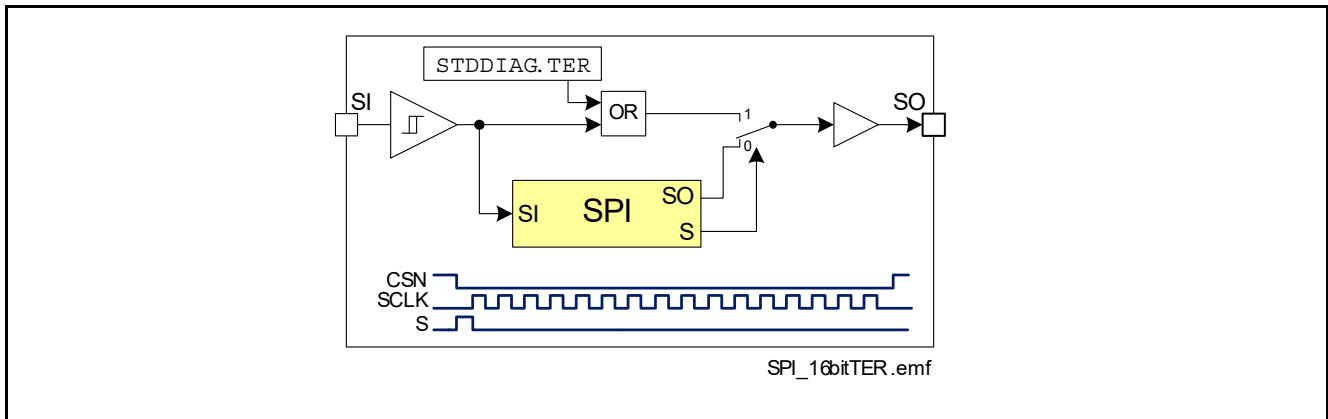 STDDIAG.TER
SI
SO
OR
1
0
SO
SI
SPI
S
CSN
SCLK
S
SPI_16bitTER.emf